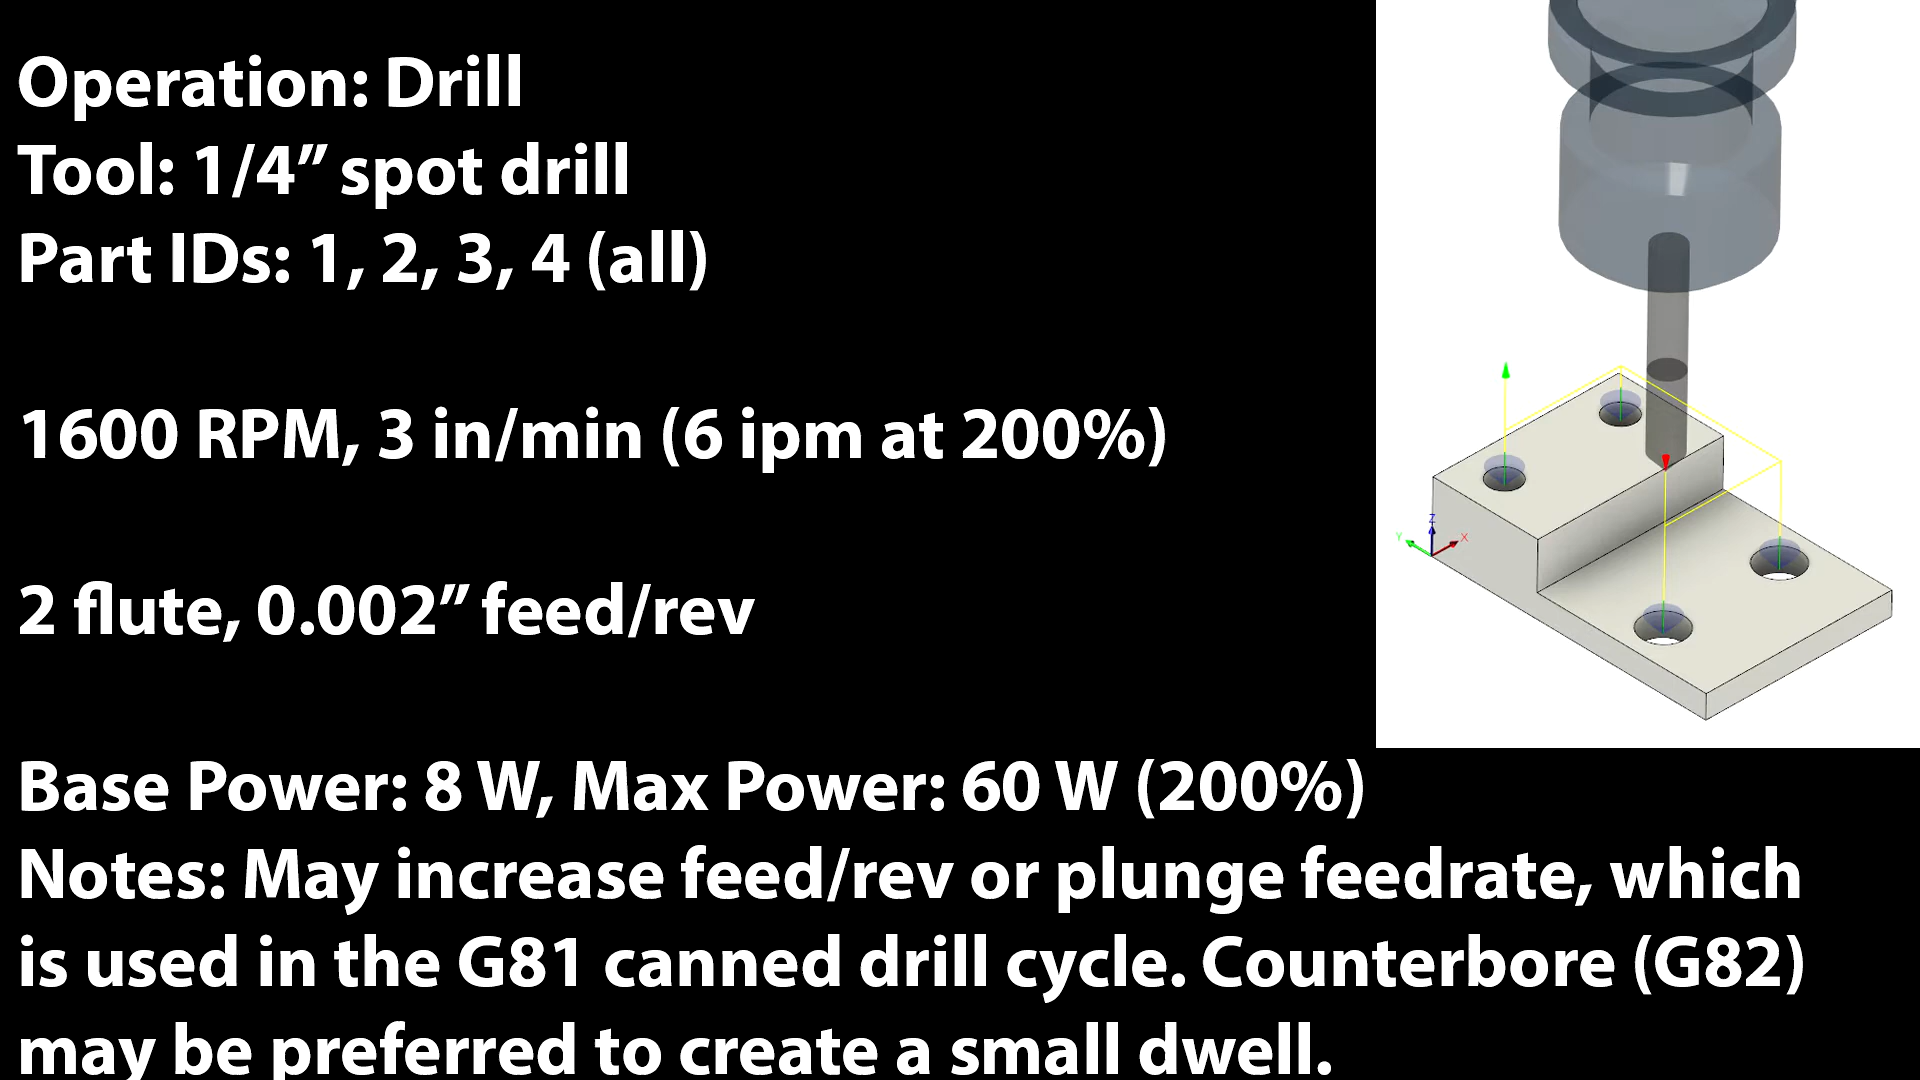 Operation: Drill
Tool: 1/4” spot drill
Part IDs: 1, 2, 3, 4 (all)
1600 RPM, 3 in/min (6 ipm at 200%)
2 flute, 0.002” feed/rev
Z
Y
X
Base Power: 8 W, Max Power: 60 W (200%)
Notes: May increase feed/rev or plunge feedrate, which
is used in the G81 canned drill cycle. Counterbore (G82)
may be preferred to create a small dwell.